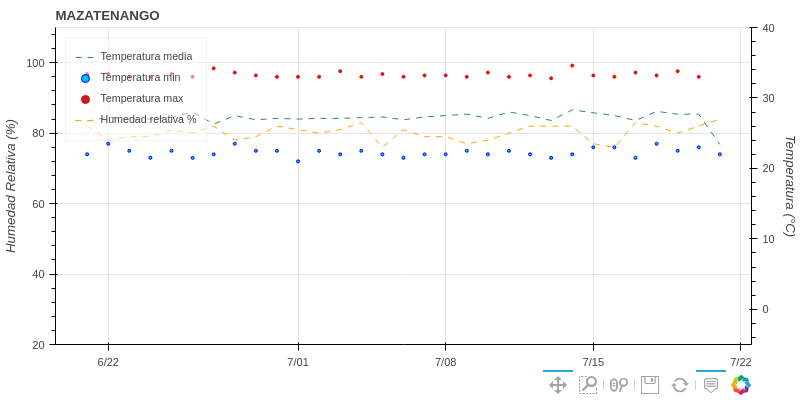 MAZATENANGO
Temperatura media
Temperatura min
Temperatura max
Humedad relativa %
Humedad Relativa (%)
100
80
60
40
20
40
30
20
10
0
Temperatura (°C)
6/22
7/01
7/08
7/15
7/22